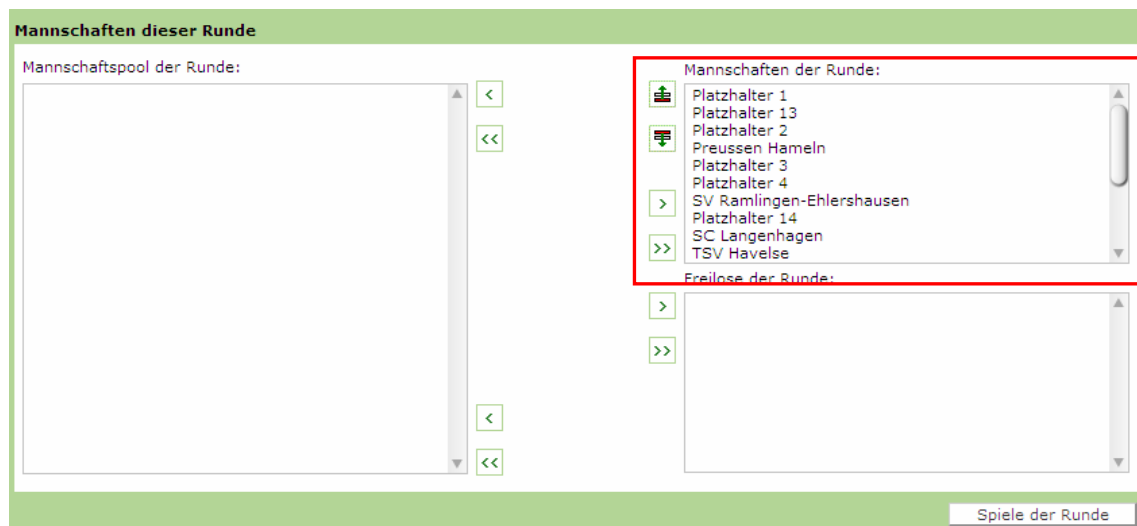 Mannschaften dieser Runde
Mannschaftspool der Runde:
<
<<
<
<<
Mannschaften der Runde:
Platzhalter 1
Platzhalter 13
Platzhalter 2
Preussen Hameln
Platzhalter 3
Platzhalter 4
SV Ramlingen-Ehlershausen
Platzhalter 14
SC Langenhagen
TSV Havelse
>
>>
Freilose der Runde:
>
>>
Spiele der Runde